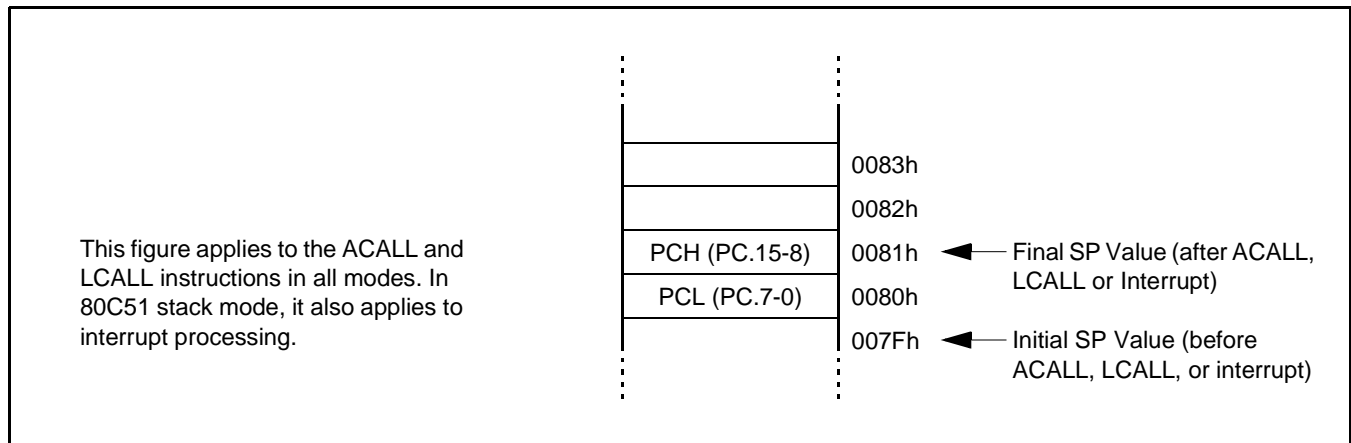 0083h
0082h
This figure applies to the ACALL and
LCALL instructions in all modes. In
80C51 stack mode, it also applies to
interrupt processing.
PCH (PC.15-8)
0081h
Final SP Value (after ACALL,
LCALL or Interrupt)
PCL (PC.7-0)
0080h
007Fh
Initial SP Value (before
ACALL, LCALL, or interrupt)